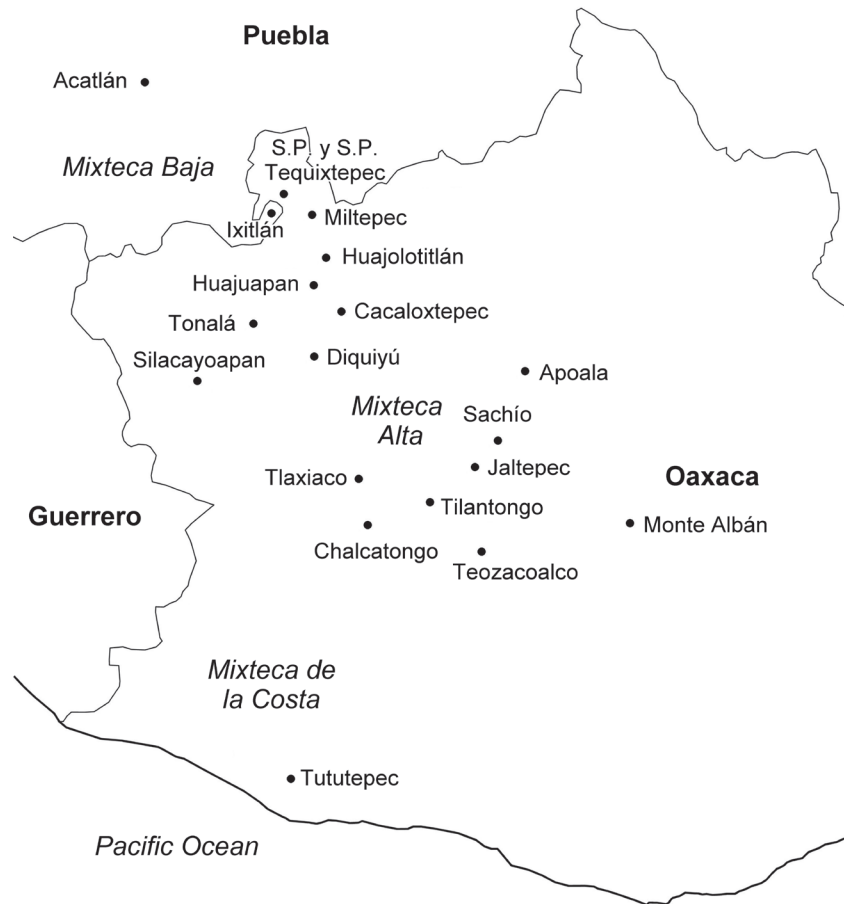 Puebla
Acatlán
Mixteca Baja
S.P. y S.P.
Tequixtepec
Ixitlán
Miltepec
Huajolotitlán
Huajuapan
Cacaloxtepec
Tonalá
Silacayoapan
Diquiyú
Apoala
Mixteca
Alta
Sachío
Jaltepec
Tlaxiaco
Oaxaca
Tilantongo
Guerrero
Monte Albán
Chalcatongo
Teozacoalco
Mixteca de
la Costa
Tututepec
Pacific Ocean